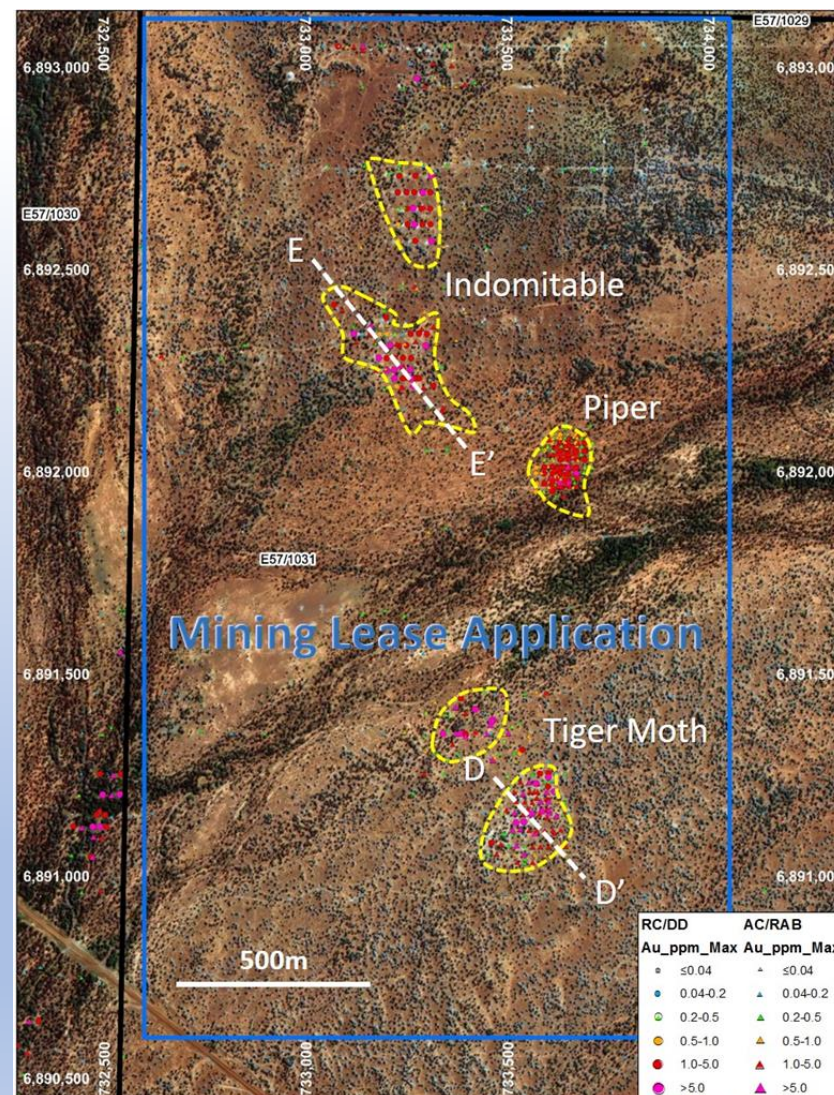 E57/1029
732,500
733,000
733,500
734,000
6,893,000
6,893,000
E57/1030
6,892,500
6,892,500
E
Indomitable
Piper
E'
6,892,000
6,892,000
E57/1031
Mining Lease Application
6,891,500
6,891,500
Tiger Moth
D
6,891,000
6,891,000
D'
500m
RC/DD AC/RAB
Au_ppm_Max Au_ppm_Max
≤0.04 ≤0.04
0.04-0.2 0.04-0.2
0.2-0.5 0.2-0.5
0.5-1.0 0.5-1.0
1.0-5.0 1.0-5.0
>5.0 >5.0
6,890,500
732,500
733,000
733,500